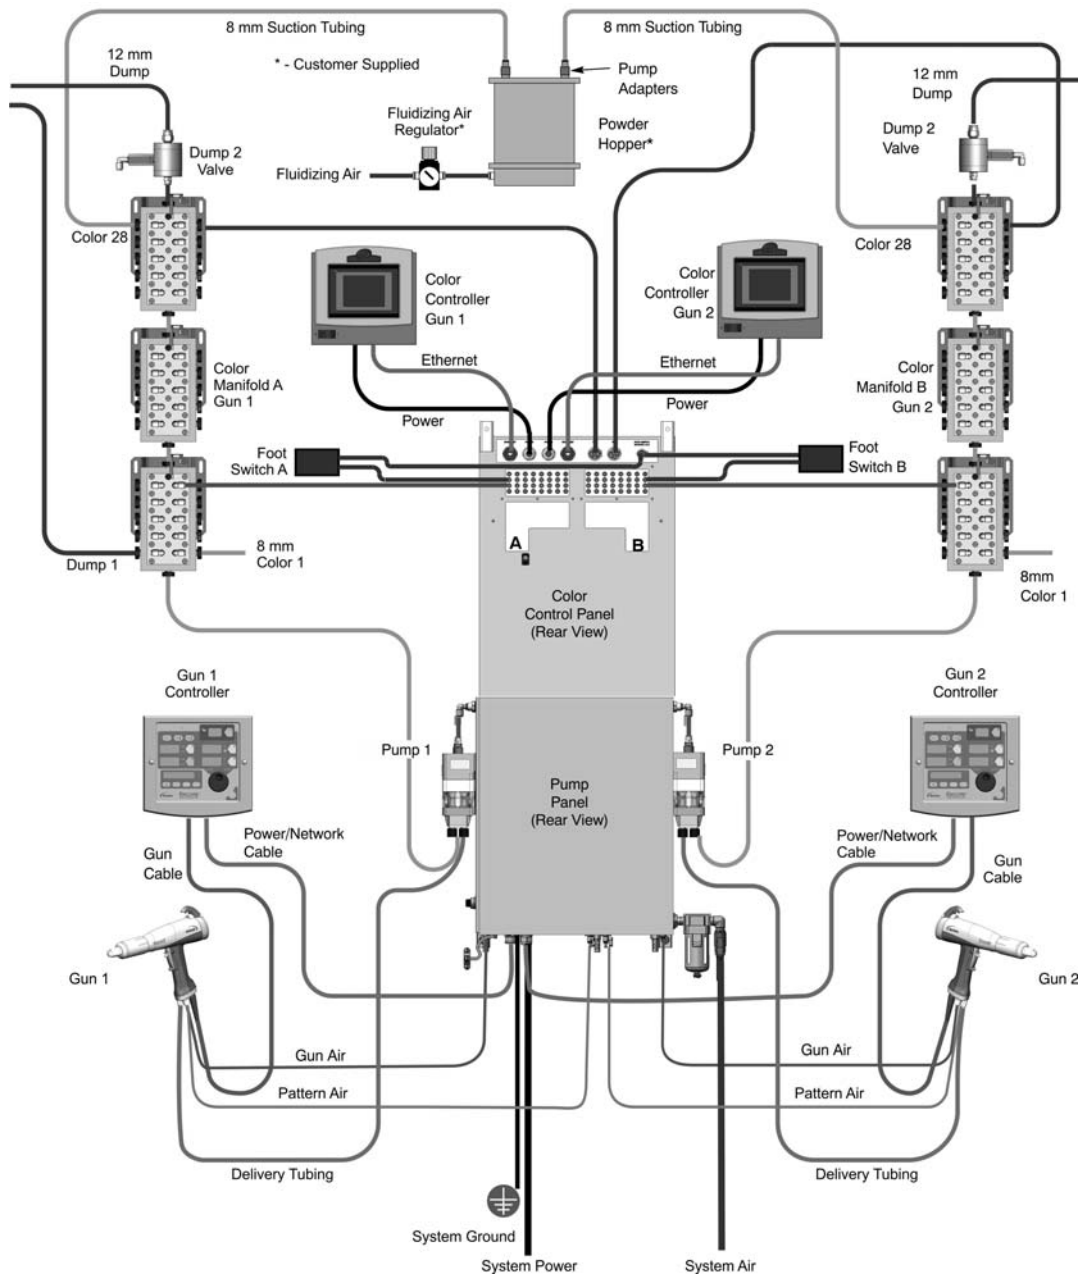 8 mm Suction Tubing
8 mm Suction Tubing
12 mm
Dump
* - Customer Supplied
Pump
Adapters
12 mm
Dump
Fluidizing Air
Regulator*
Powder
Hopper*
Dump 2
Valve
Dump 2
Valve
Fluidizing Air
Color 28
Color 28
Color
Controller
Gun 1
Color
Controller
Gun 2
Ethernet
Ethernet
Color
Manifold A
Gun 1
Color
Manifold B
Gun 2
Power
Power
Foot
Switch A
Foot
Switch B
A
B
8 mm
Color 1
Dump 1
8mm
Color 1
Color
Control Panel
(Rear View)
Gun 1
Controller
Gun 2
Controller
Pump 1
Pump 2
Pump
Panel
(Rear View)
Power/Network
Cable
Power/Network
Cable
Gun
Cable
Gun
Cable
Gun 1
Gun 2
Gun Air
Gun Air
Pattern Air
Pattern Air
Delivery Tubing
Delivery Tubing
System Ground
System Power
System Air